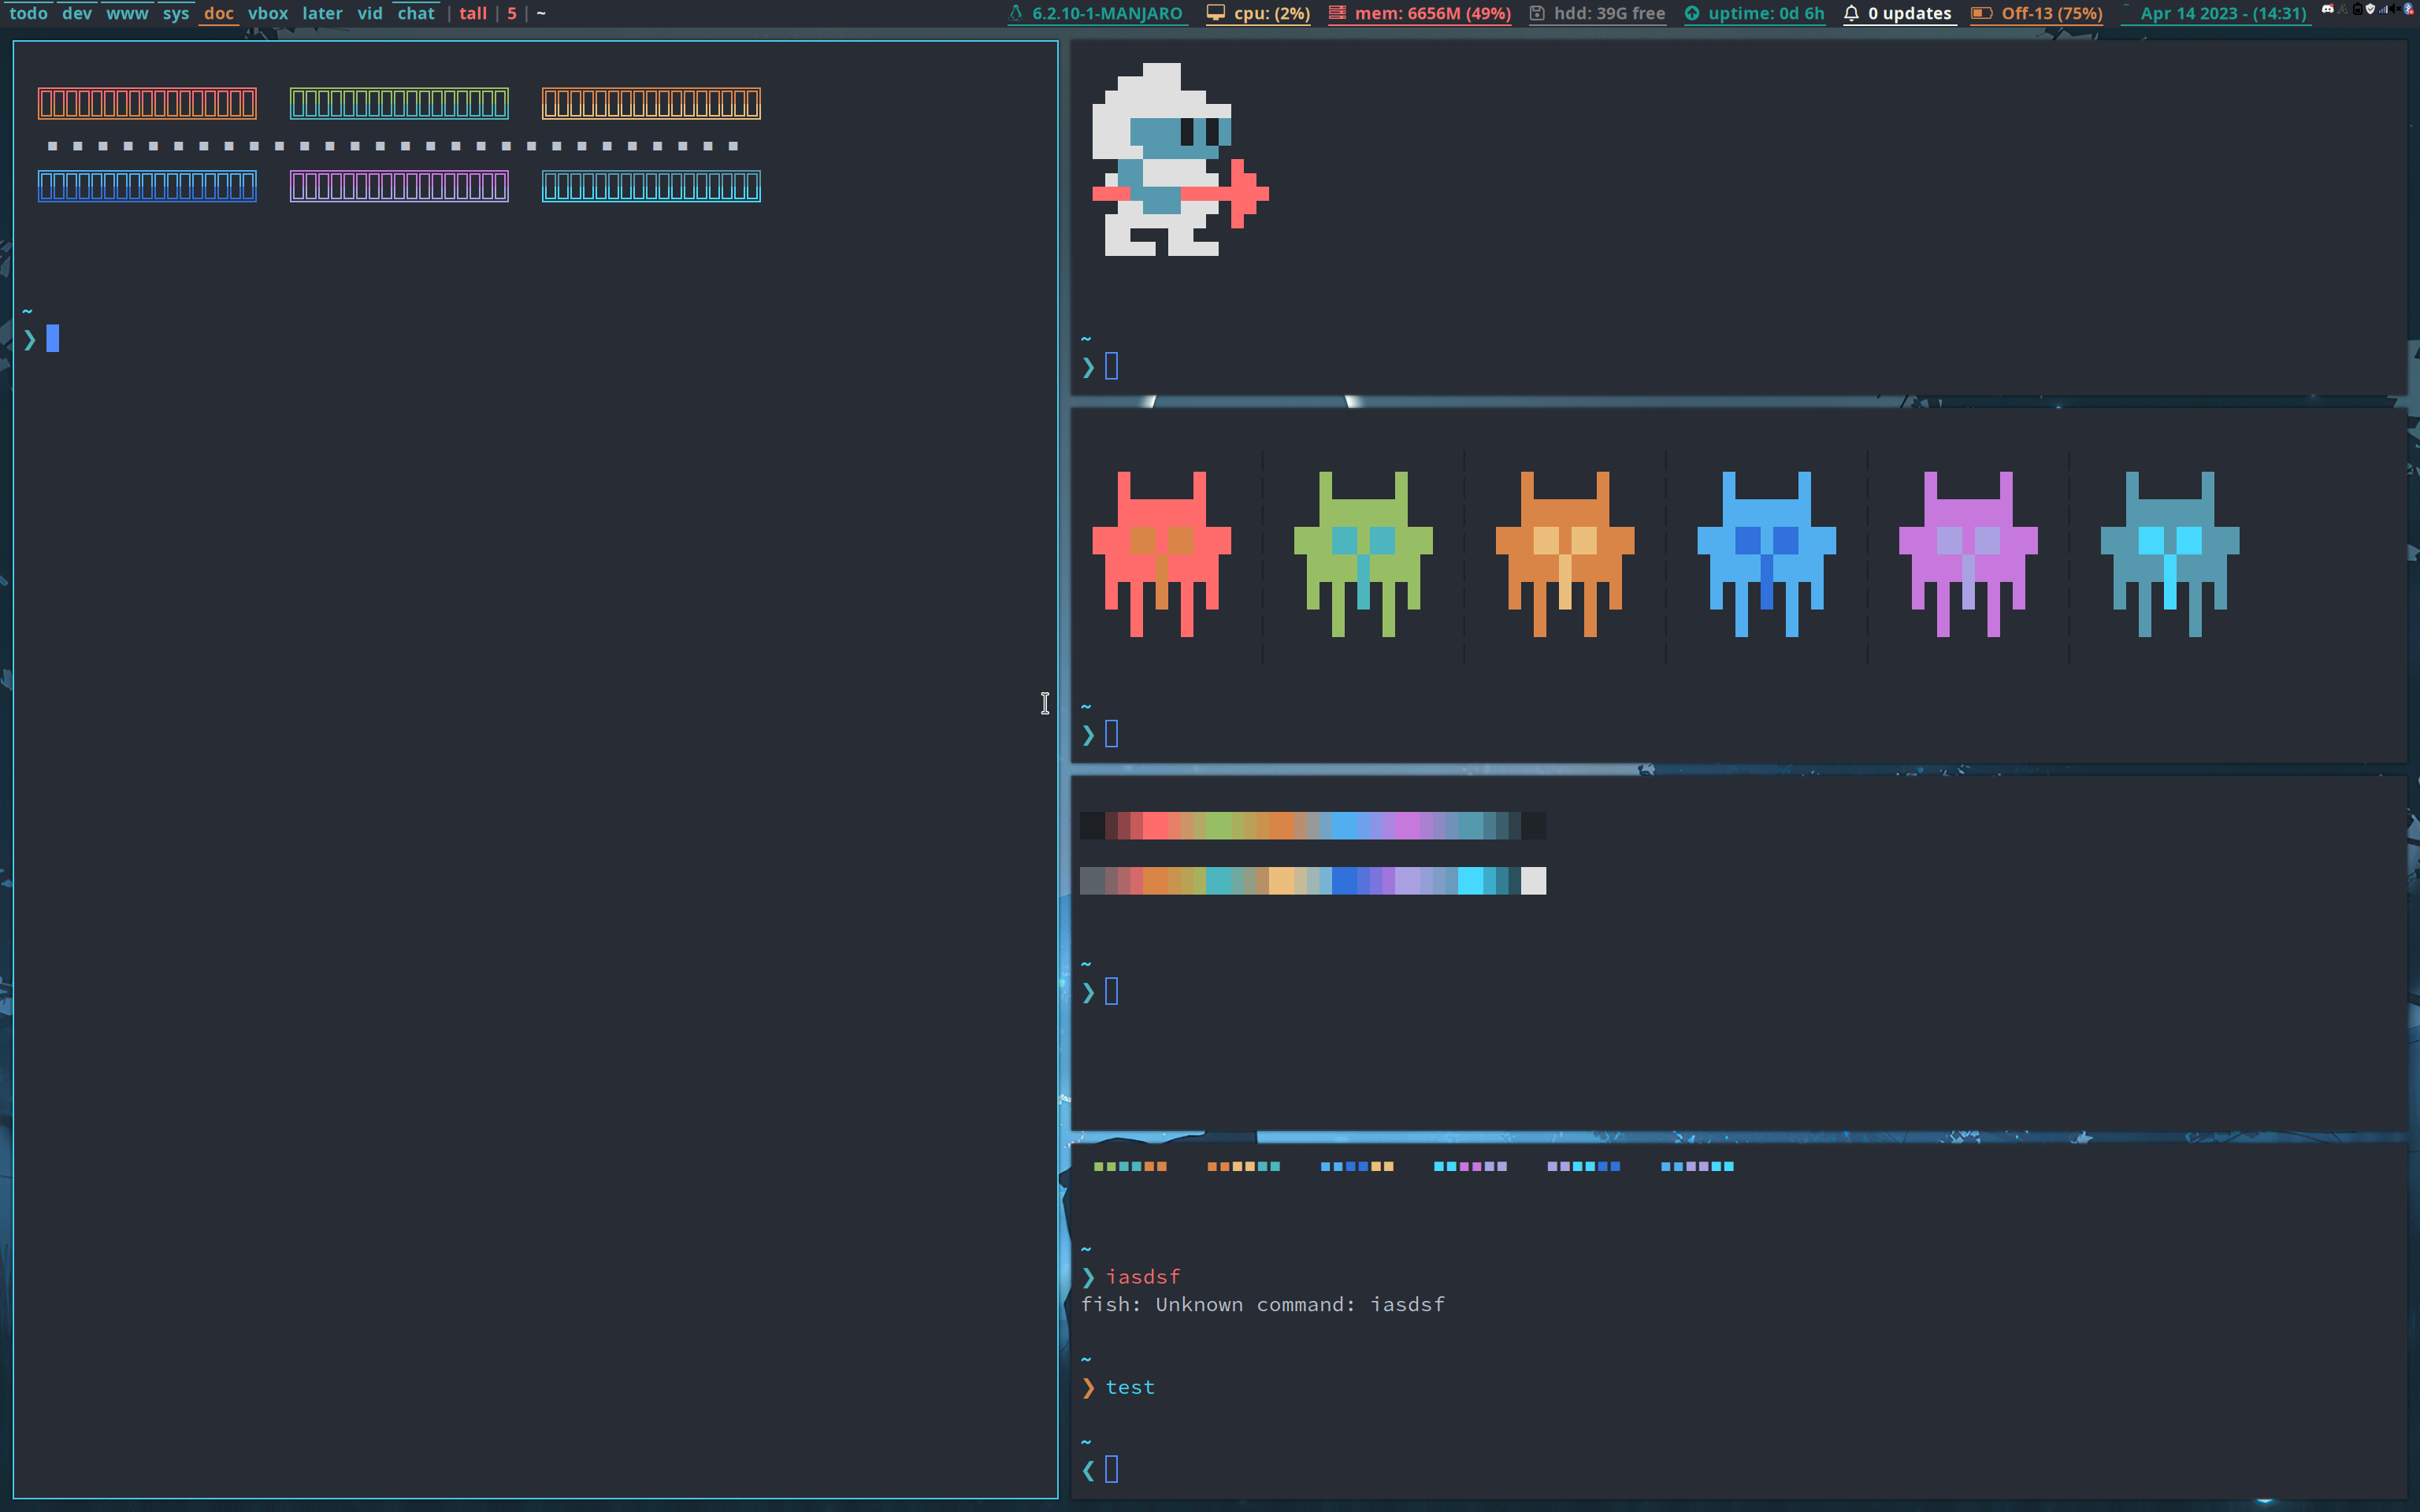 todo dev www sys doc vbox later vid chat | tall | 5 | ~
6.2.10-1-MANJARO cpu: (2%) mem: 6656M (49%) hdd: 39G free uptime: 0d 6h 0 updates Off-13 (75%) Apr 14 2023 - (14:31)
~
❯
~
❯
~
❯
~
❯
~
❯ iasdsf
fish: Unknown command: iasdsf
~
❯ test
~
❮